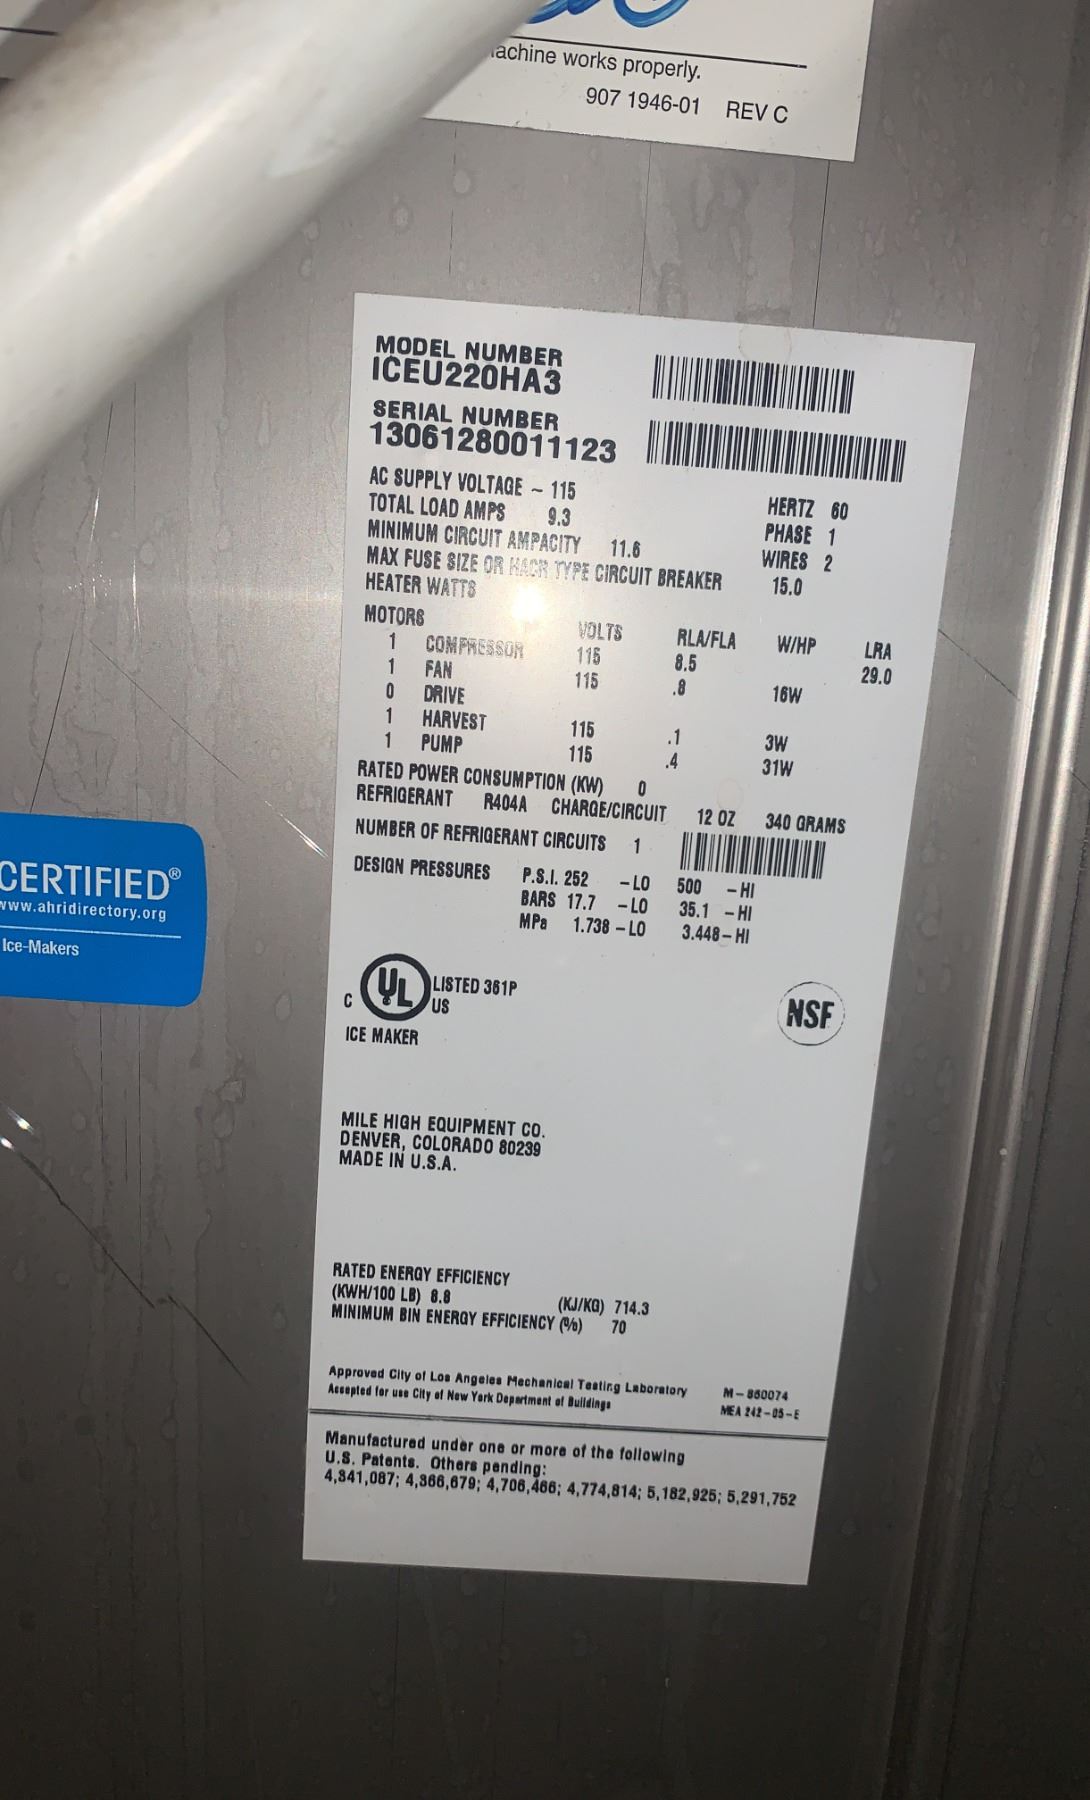 achine works properly.
907 1946-01 REV C
MODEL NUMBER
ICEU220HA3
SERIAL NUMBER
13061280011123
AC SUPPLY VOLTAGE ~ 115 HERTZ 60
TOTAL LOAD AMPS 9.3 PHASE 1
MINIMUM CIRCUIT AMPACITY 11.6 WIRES 2
MAX FUSE SIZE OR HACR TYPE CIRCUIT BREAKER 15.0
HEATER WATTS
MOTORS VOLTS RLA/FLA W/HP LRA
1 COMPRESSOR 115 8.5 29.0
1 FAN 115 .8 16W
0 DRIVE
1 HARVEST 115 .1 3W
1 PUMP 115 .4 31W
RATED POWER CONSUMPTION (KW) 0
REFRIGERANT R404A CHARGE/CIRCUIT 12 OZ 340 GRAMS
NUMBER OF REFRIGERANT CIRCUITS 1
DESIGN PRESSURES P.S.I. 252 -LO 500 -HI
BARS 17.7 -LO 35.1 -HI
MPa 1.738 -LO 3.448-HI
C UL LISTED 361P
US
ICE MAKER
NSF
CERTIFIED®
www.ahridirectory.org
Ice-Makers
MILE HIGH EQUIPMENT CO.
DENVER, COLORADO 80239
MADE IN U.S.A.
RATED ENERGY EFFICIENCY
(KWH/100 LB) 8.8 (KJ/KG) 714.3
MINIMUM BIN ENERGY EFFICIENCY (%) 70
Approved City of Los Angeles Mechanical Testing Laboratory M-860074
Accepted for use City of New York Department of Buildings MEA 242-05-E
Manufactured under one or more of the following
U.S. Patents. Others pending:
4,341,087; 4,366,679; 4,706,466; 4,774,814; 5,182,925; 5,291,752